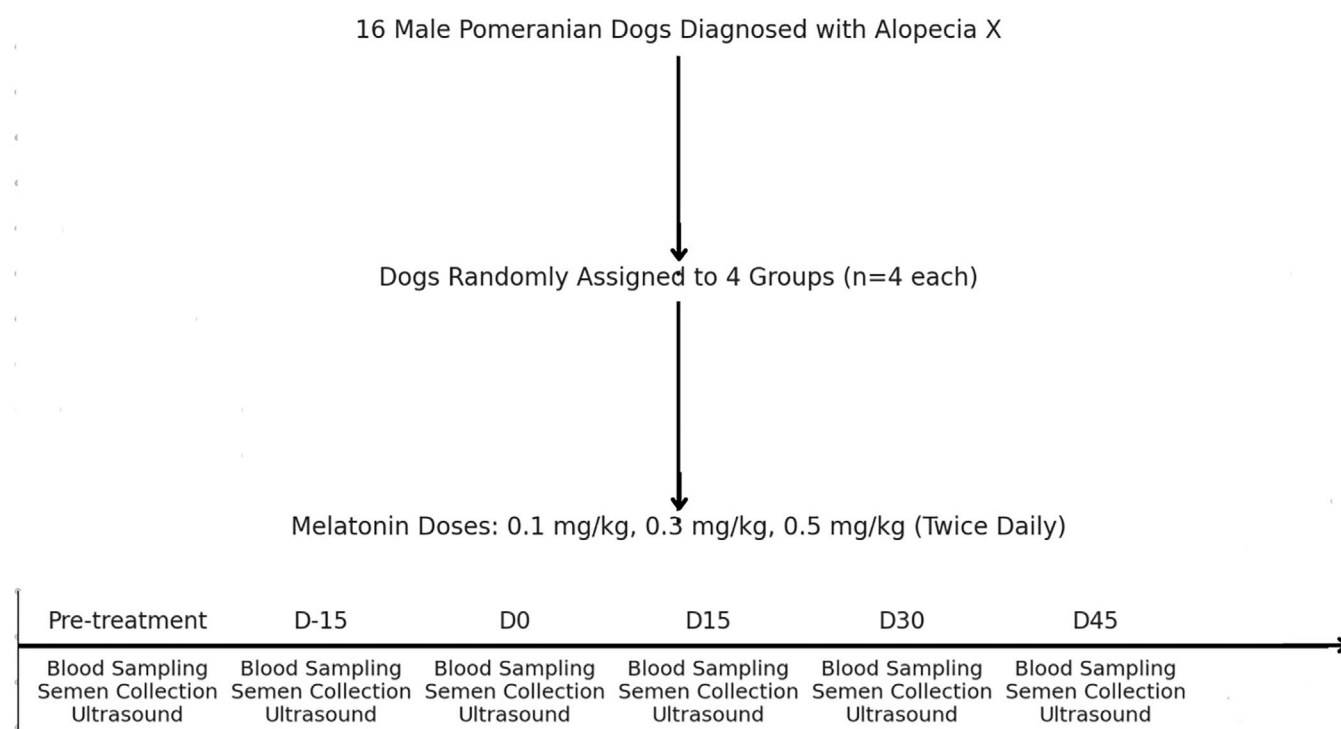 16 Male Pomeranian Dogs Diagnosed with Alopecia X
Dogs Randomly Assigned to 4 Groups (n=4 each)
Melatonin Doses: 0.1 mg/kg, 0.3 mg/kg, 0.5 mg/kg (Twice Daily)
Pre-treatment D-15 D0 D15 D30 D45
Blood Sampling Blood Sampling Blood Sampling Blood Sampling Blood Sampling Blood Sampling
Semen Collection Semen Collection Semen Collection Semen Collection Semen Collection Semen Collection
Ultrasound Ultrasound Ultrasound Ultrasound Ultrasound Ultrasound